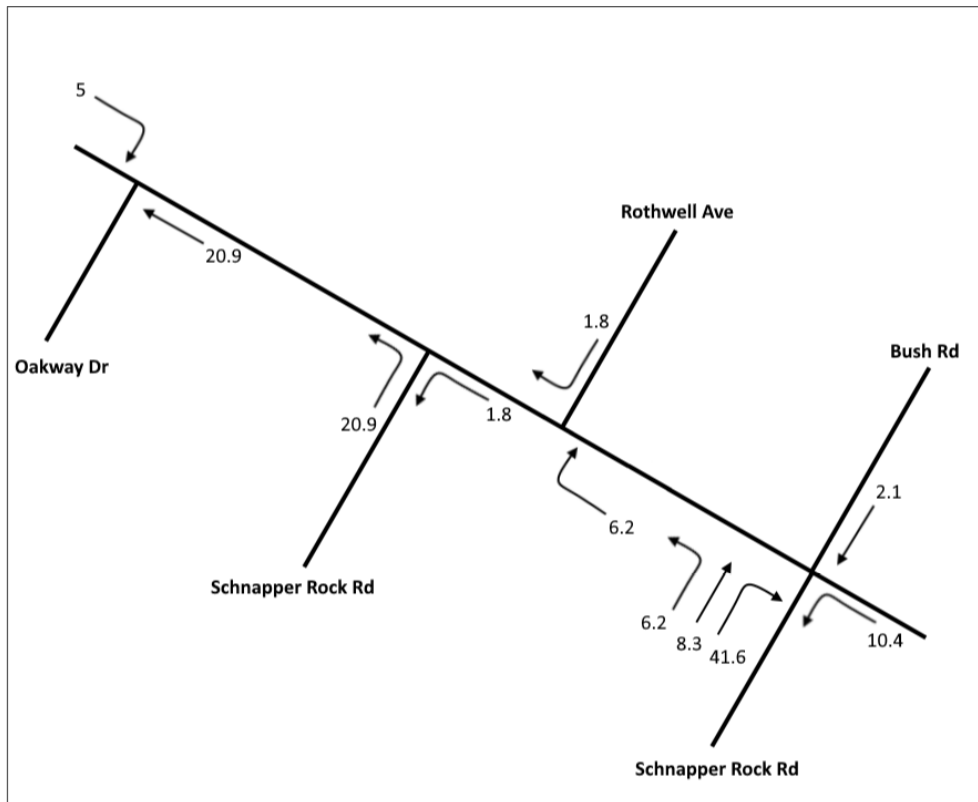 5
Rothwell Ave
20.9
1.8
Bush Rd
Oakway Dr
1.8
20.9
2.1
6.2
Schnapper Rock Rd
6.2
8.3
41.6
10.4
Schnapper Rock Rd